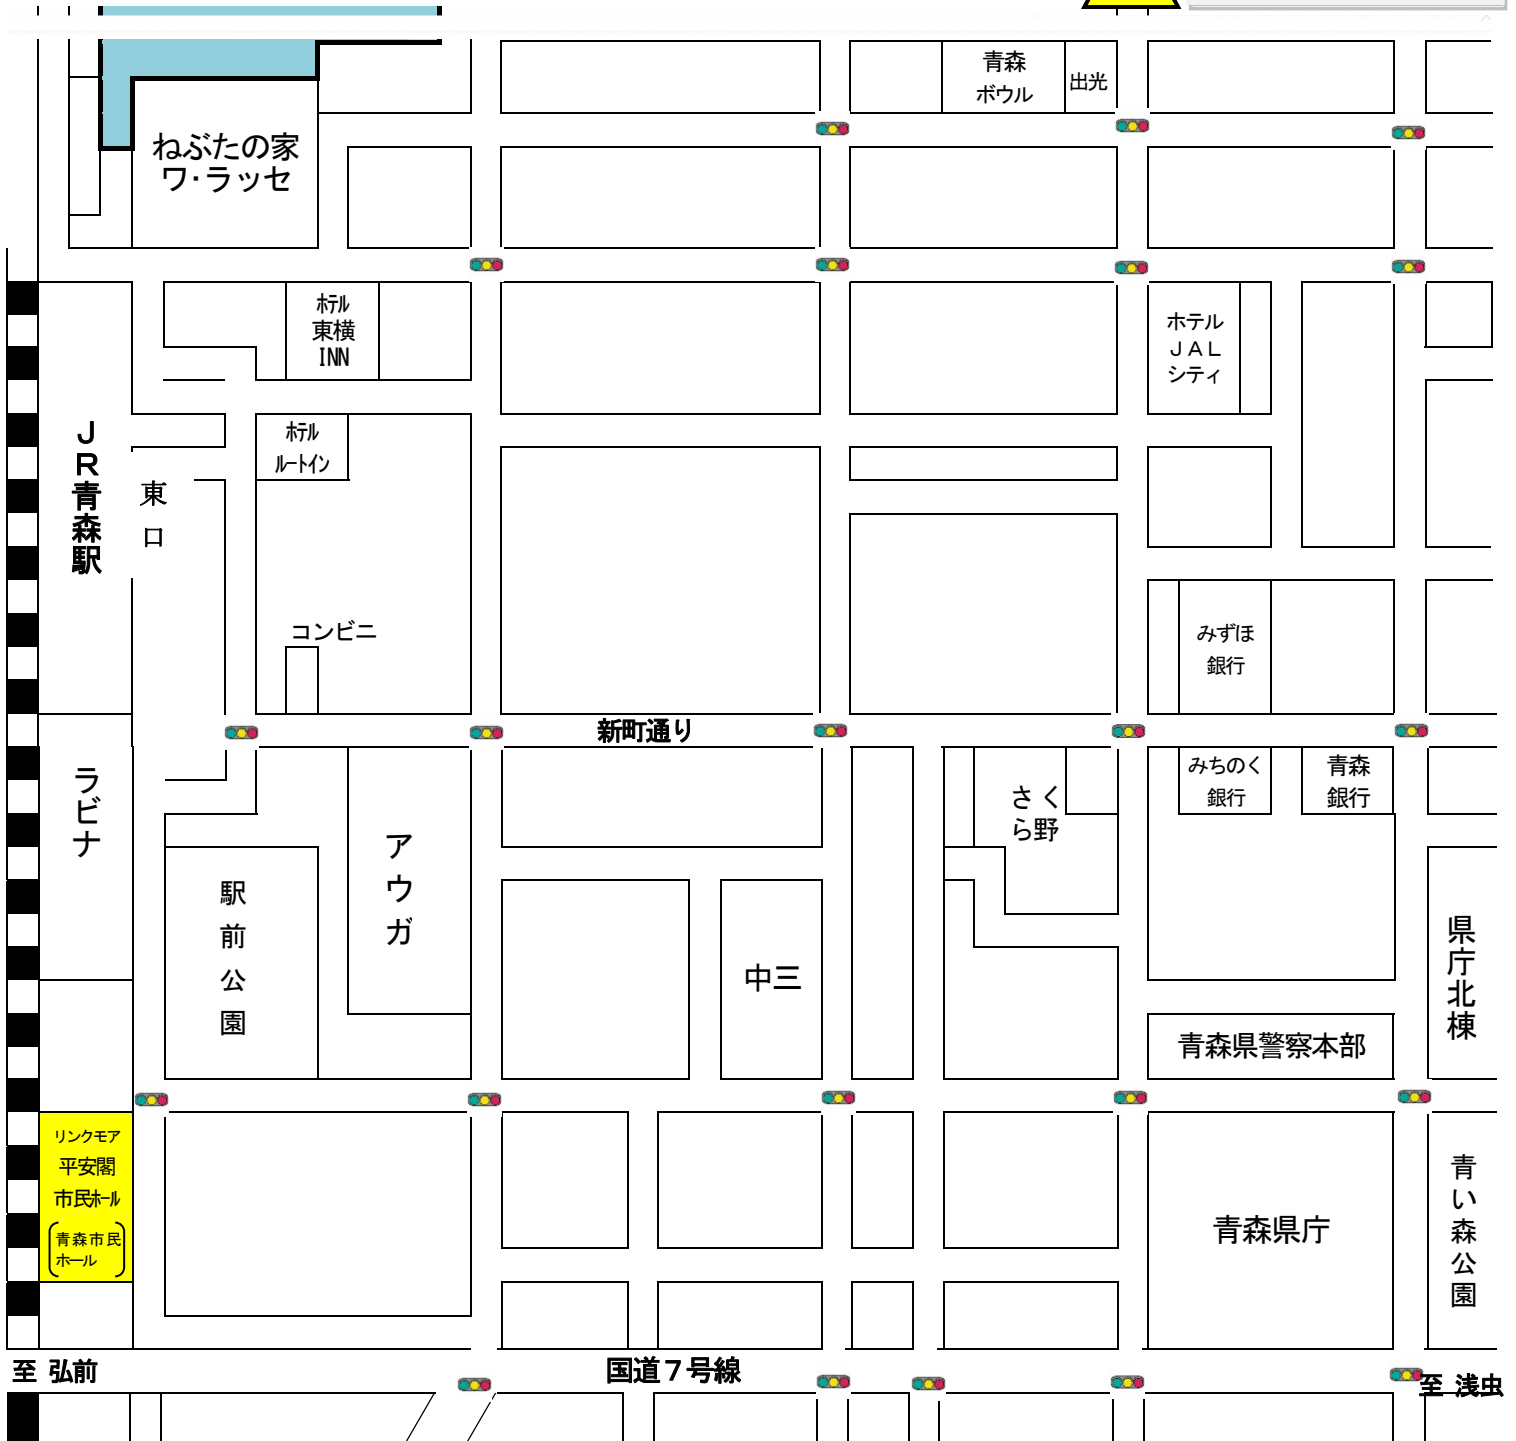 青森
ボウル
出光
ねぶたの家
ワ・ラッセ
ホテル
東横
INN
ホテル
JAL
シティ
ホテル
ルートイン
JR青森駅
東口
コンビニ
みずほ
銀行
新町通り
ラビナ
アウガ
駅前公園
中三
さく
ら野
みちのく
銀行
青森
銀行
県庁北棟
青森県警察本部
リンクモア
平安閣
市民ホール
(青森市民
ホール)
青森県庁
青い森公園
至 弘前
国道7号線
至 浅虫